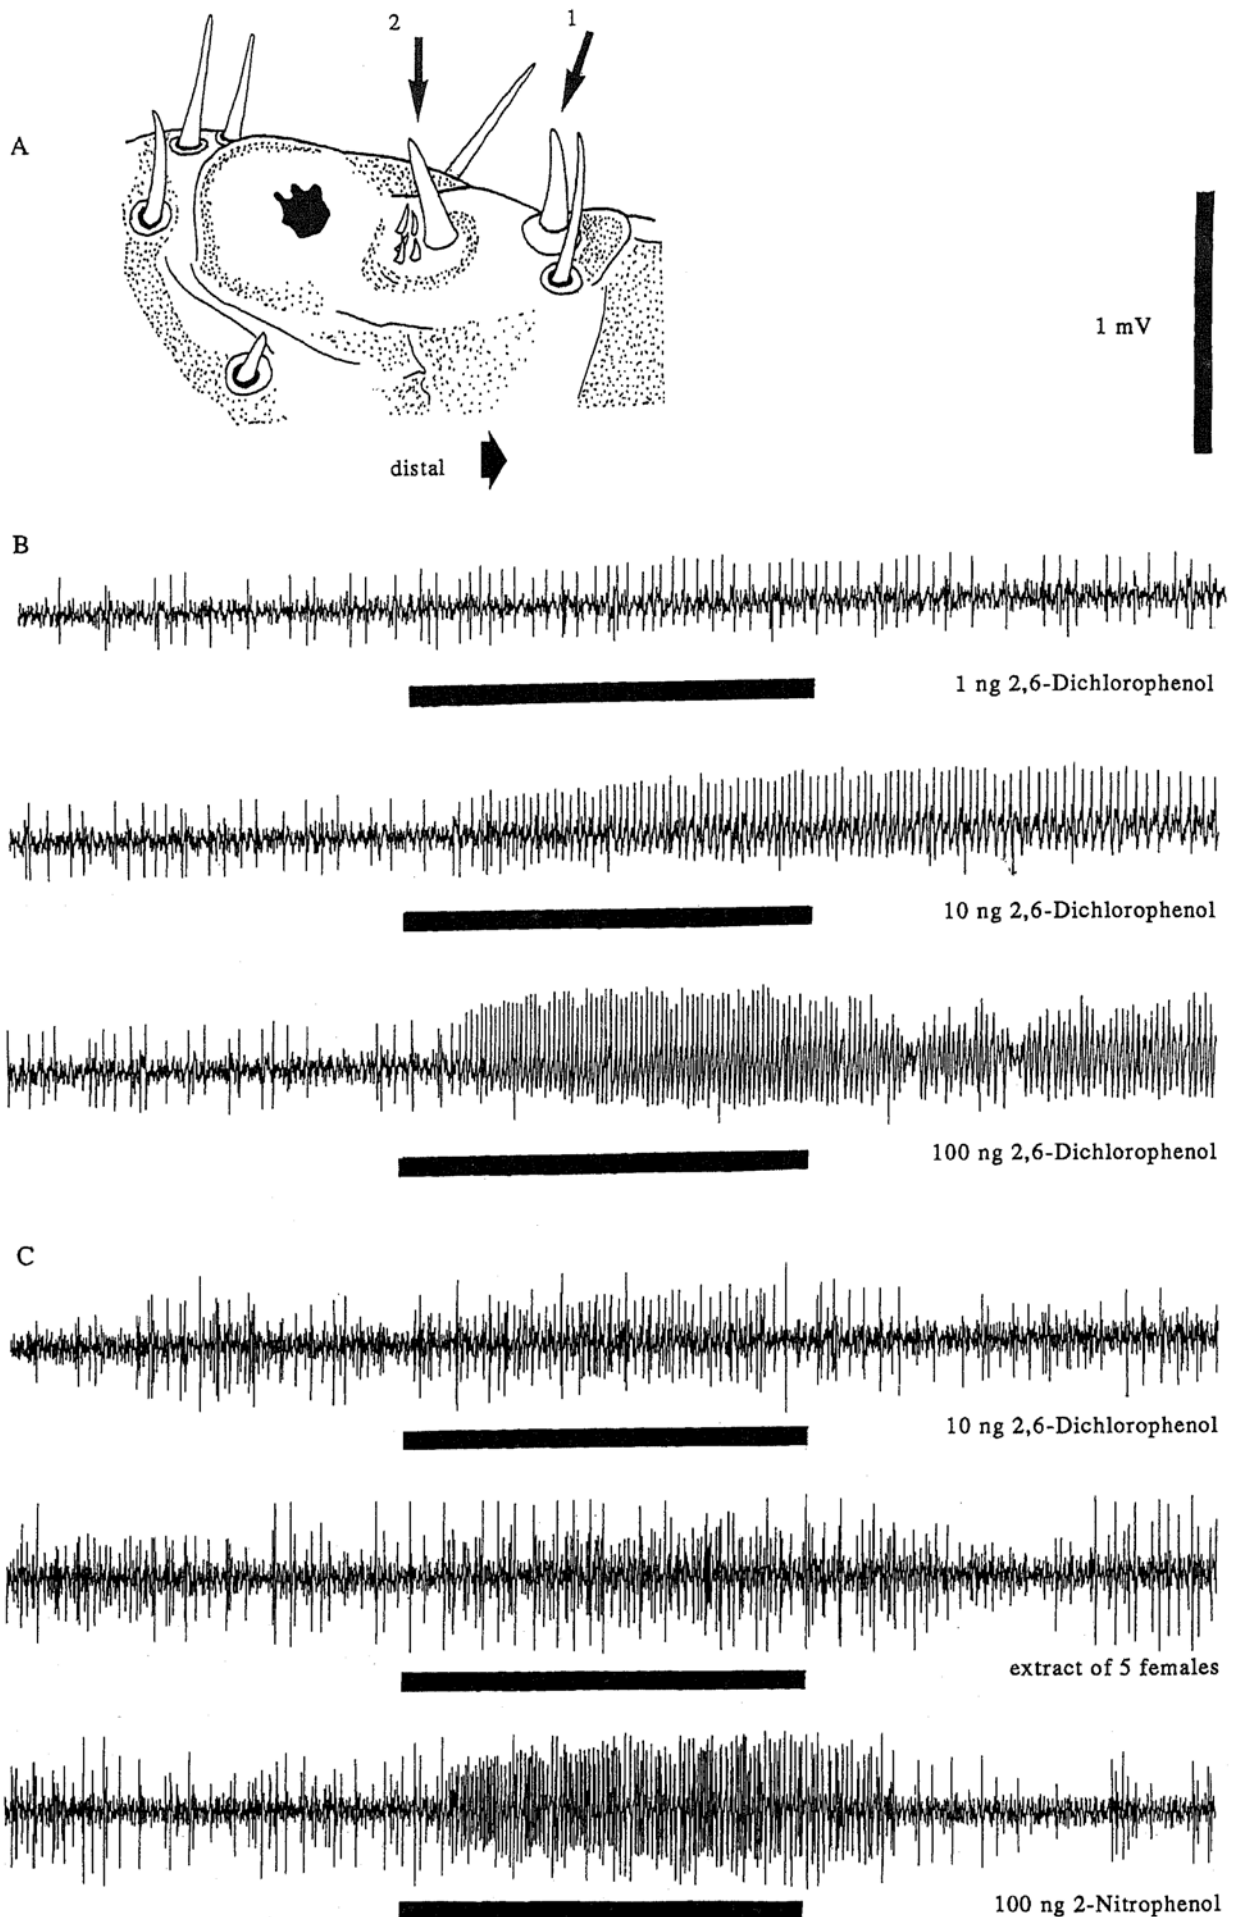 2
1
A
1 mV
distal
B
1 ng 2,6-Dichlorophenol
10 ng 2,6-Dichlorophenol
100 ng 2,6-Dichlorophenol
C
10 ng 2,6-Dichlorophenol
extract of 5 females
100 ng 2-Nitrophenol